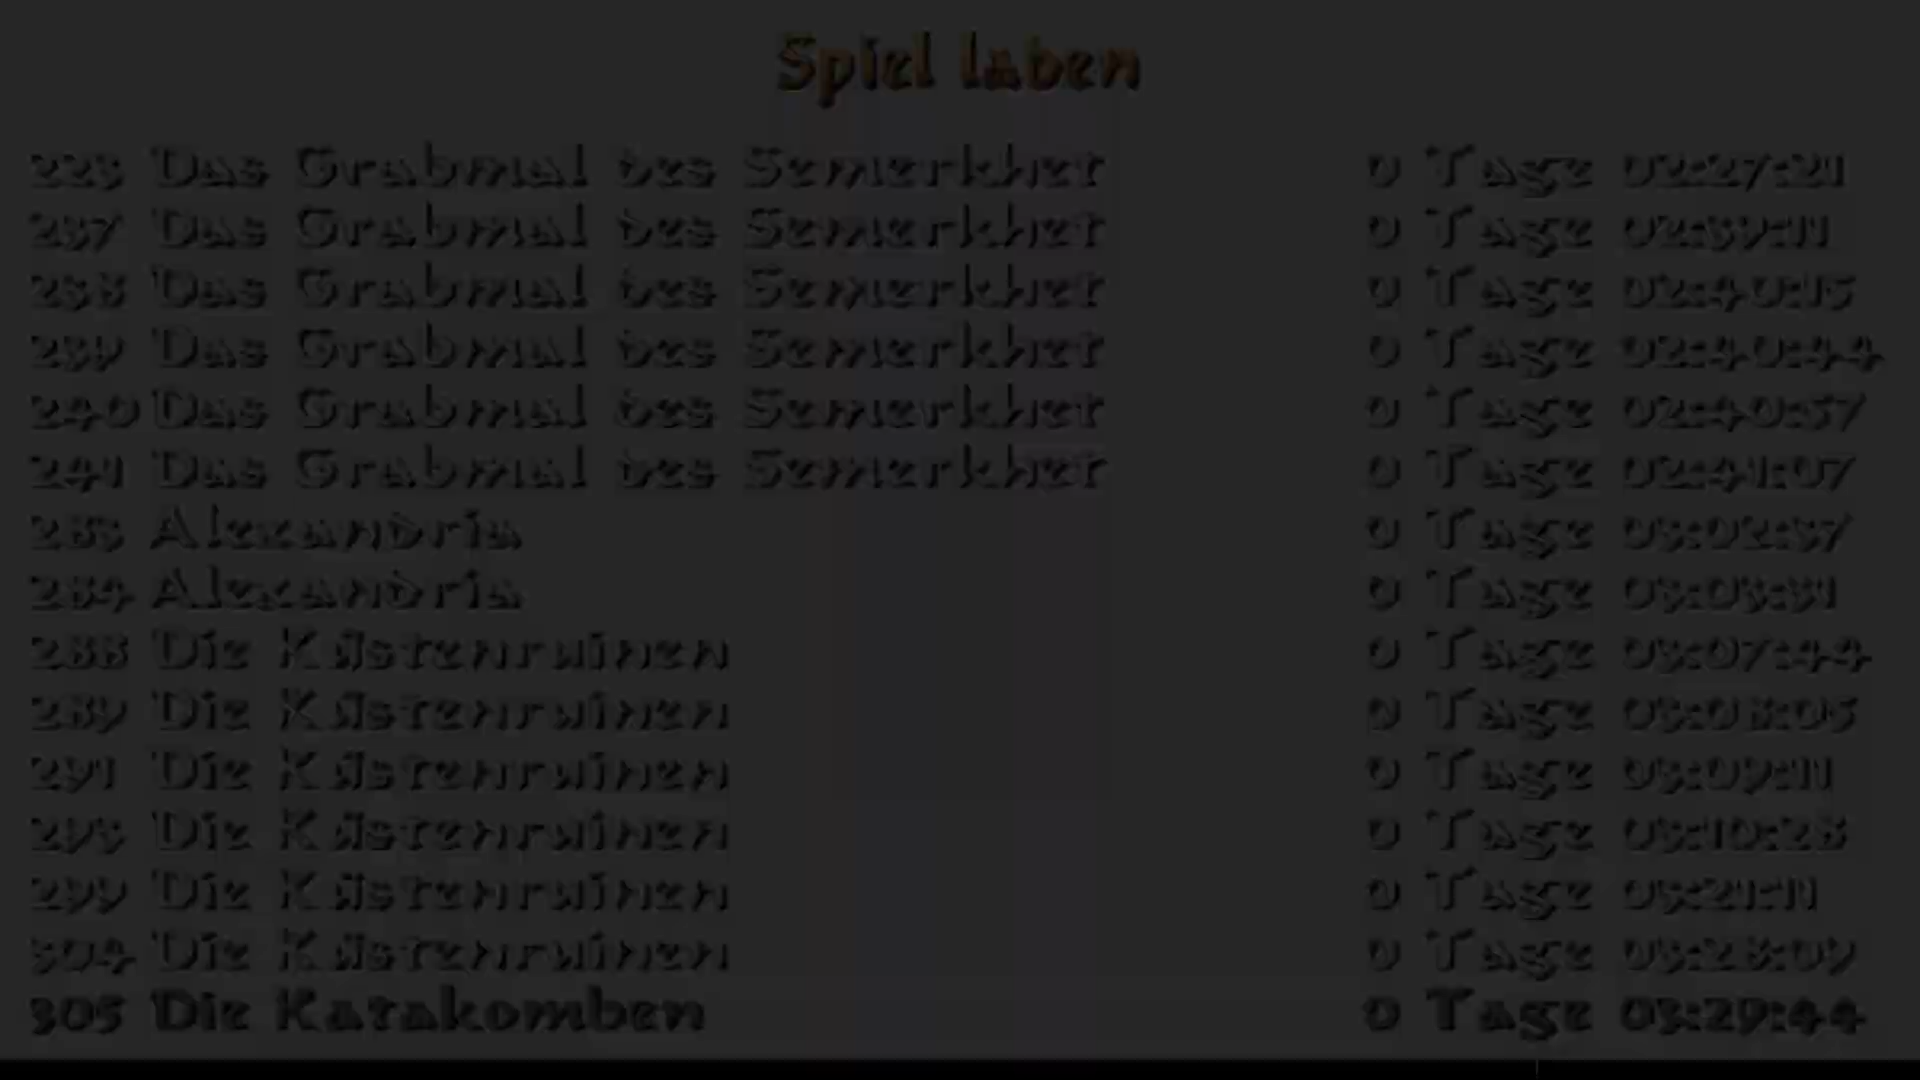 Spiel laden
223 Das Grabmal des Semerkhet 0 Tage 02:27:21
237 Das Grabmal des Semerkhet 0 Tage 02:39:11
238 Das Grabmal des Semerkhet 0 Tage 02:40:15
239 Das Grabmal des Semerkhet 0 Tage 02:40:44
240 Das Grabmal des Semerkhet 0 Tage 02:40:57
241 Das Grabmal des Semerkhet 0 Tage 02:41:07
283 Alexandria 0 Tage 03:02:37
284 Alexandria 0 Tage 03:03:31
288 Die Küstenruinen 0 Tage 03:07:44
289 Die Küstenruinen 0 Tage 03:08:05
291 Die Küstenruinen 0 Tage 03:09:11
293 Die Küstenruinen 0 Tage 03:10:28
299 Die Küstenruinen 0 Tage 03:21:11
304 Die Küstenruinen 0 Tage 03:28:09
305 Die Katakomben 0 Tage 03:29:44